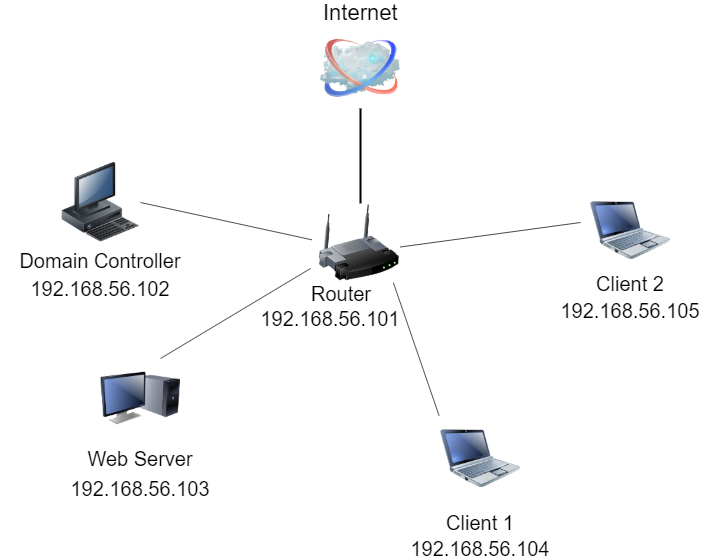 Internet
Domain Controller
192.168.56.102
Router
192.168.56.101
Client 2
192.168.56.105
Web Server
192.168.56.103
Client 1
192.168.56.104